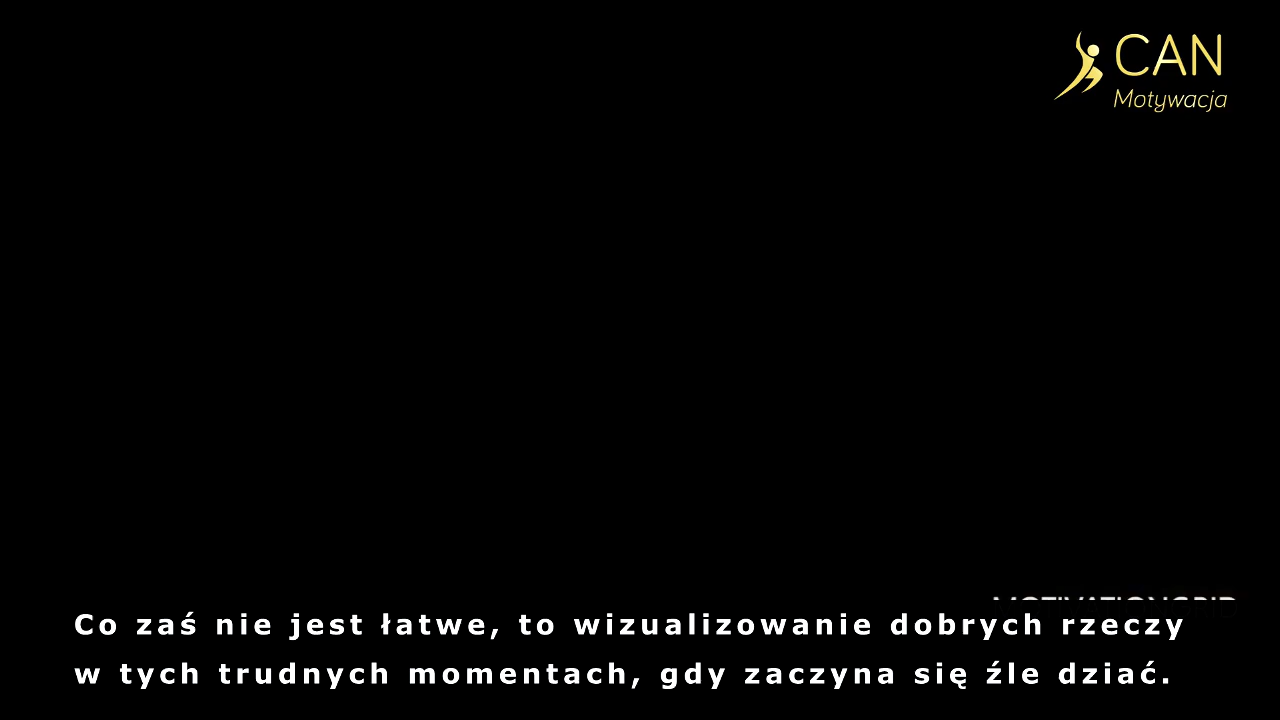 CAN
Motywacja
MOTIVATIONGRID
Co zaś nie jest łatwe, to wizualizowanie dobrych rzeczy
w tych trudnych momentach, gdy zaczyna się źle dziać.